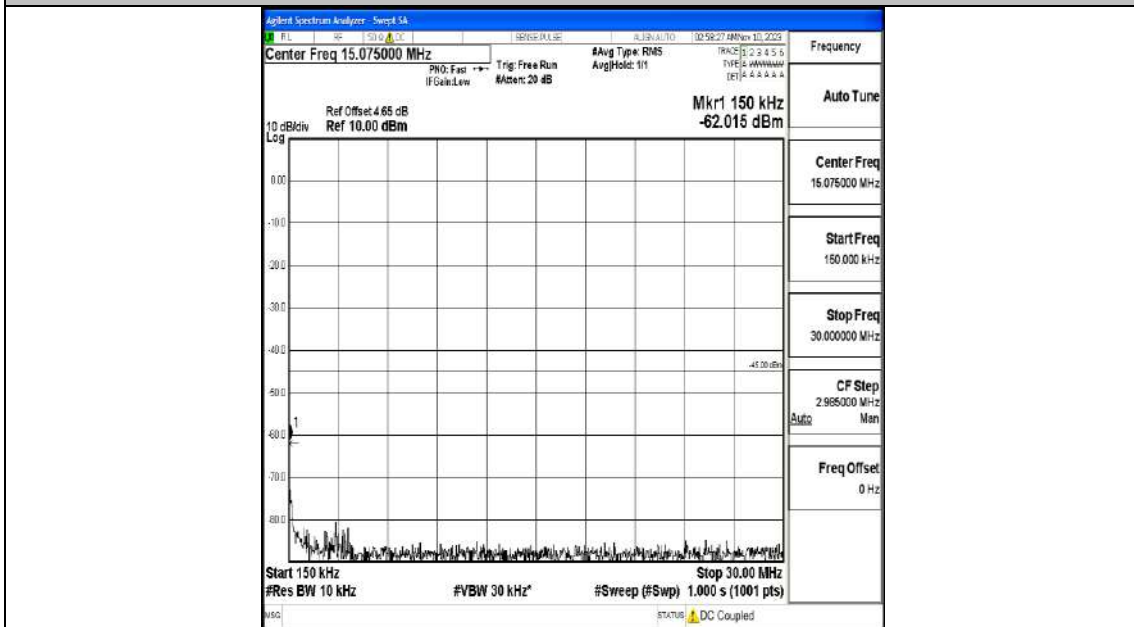 Agilent Spectrum Analyzer - Swept SA
RL RF 50 Ω DC SENSE:PULSE ALIGN AUTO 02:58:27 AM Nov 10, 2023
Center Freq 15.075000 MHz
PNO: Fast
IFGain:Low
Trig: Free Run
#Atten: 20 dB
#Avg Type: RMS
Avg|Hold: 1/1
TRACE 1 2 3 4 5 6
TYPE A WWWWW
DET A A A A A A
Frequency
Auto Tune
Ref Offset 4.65 dB
10 dB/div Ref 10.00 dBm
Log
Mkr1 150 kHz
-62.015 dBm
Center Freq
15.075000 MHz
Start Freq
150.000 kHz
Stop Freq
30.000000 MHz
CF Step
2.985000 MHz
Auto Man
Freq Offset
0 Hz
0.00
-10.0
-20.0
-30.0
-40.0
-45.00 dBm
-50.0
1
-60.0
-70.0
-80.0
Start 150 kHz Stop 30.00 MHz
#Res BW 10 kHz #VBW 30 kHz* #Sweep (#Swp) 1.000 s (1001 pts)
MSG STATUS DC Coupled